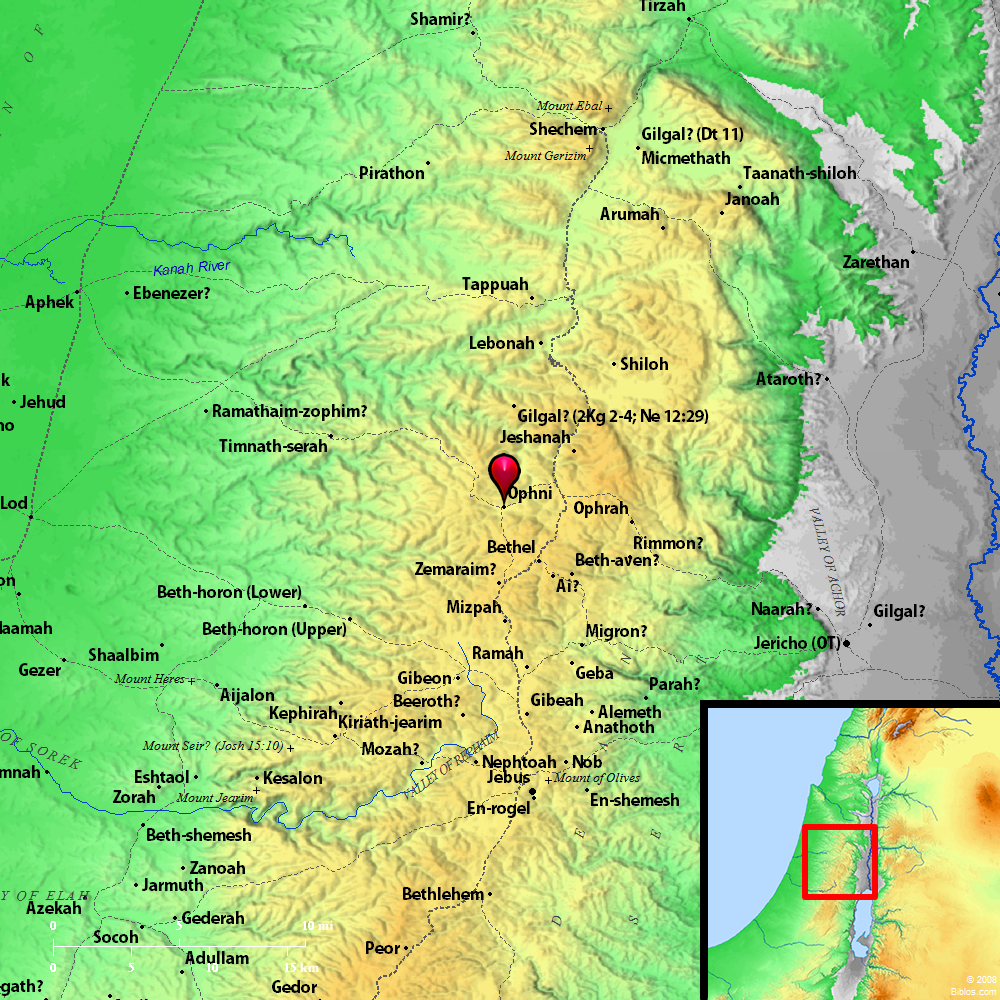 Tirzah
Shamir?
N O F
Mount Ebal
Shechem
Gilgal? (Dt 11)
Mount Gerizim
Micmethath
Pirathon
Taanath-shiloh
Janoah
Arumah
Zarethan
Kanah River
Tappuah
Aphek
Ebenezer?
Lebonah
Shiloh
Ataroth?
k
Jehud
no
Ramathaim-zophim?
Gilgal? (2Kg 2-4; Ne 12:29)
Jeshanah
Timnath-serah
Ophni
Lod
Ophrah
VALLEY OF ACHOR
Rimmon?
Bethel
Beth-aven?
Zemaraim?
Ai?
on
Beth-horon (Lower)
Mizpah
Naarah?
Gilgal?
aamah
Beth-horon (Upper)
Migron?
Jericho (OT)
Shaalbim
Ramah
Gezer
Geba
Mount Heres
Gibeon
Parah?
Aijalon
Beeroth?
Gibeah
Kephirah
Alemeth
Kiriath-jearim
Anathoth
OF SOREK
Mount Seir? (Josh 15:10)
Mozah?
VALLEY OF REPHAIM
Nephtoah
Nob
mnah
Eshtaol
Kesalon
Jebus
Mount of Olives
Zorah
Mount Jearim
En-rogel
En-shemesh
Beth-shemesh
Zanoah
Jarmuth
Y OF ELAH
Bethlehem
Azekah
Gederah
0 5 10 mi
Socoh
Peor
Adullam
0 5 10 15 km
-gath?
Gedor
© 2008
Biblos.com